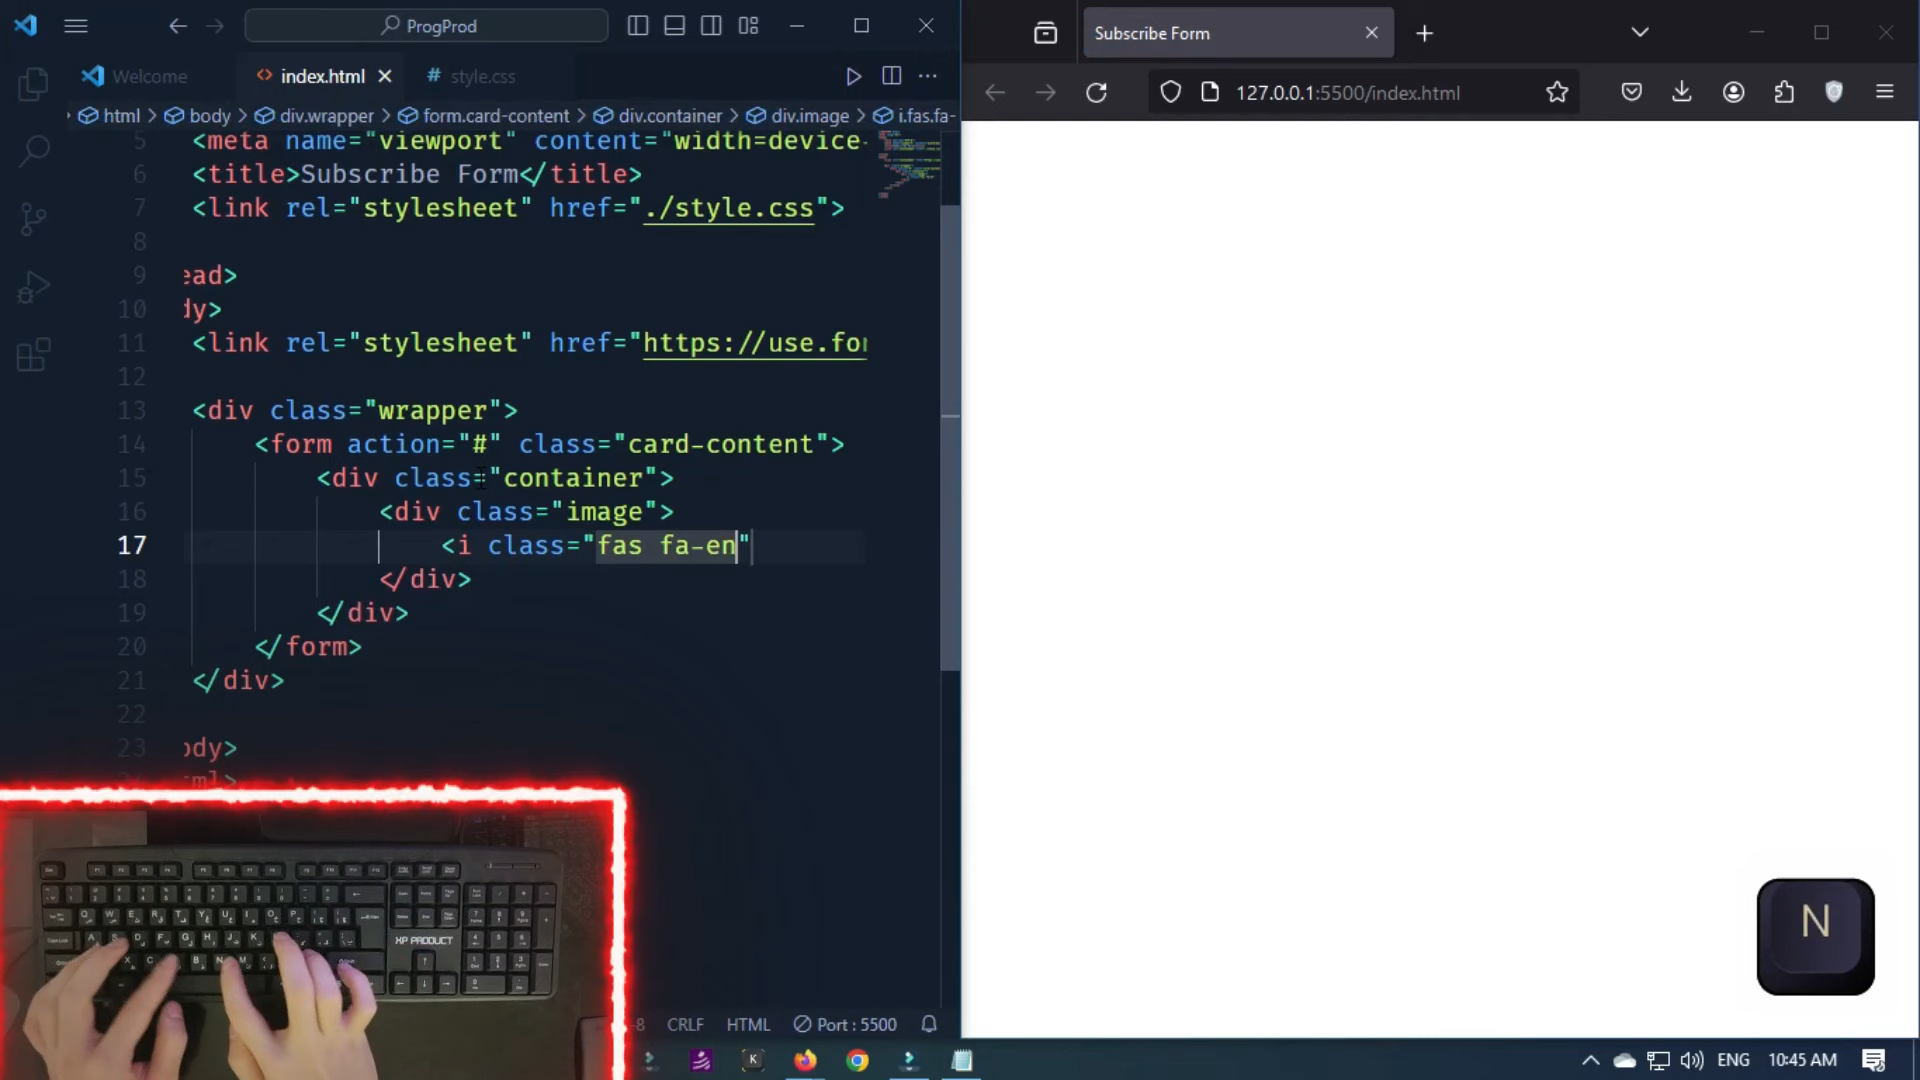 ProgProd
Welcome
index.html
# style.css
html > body > div.wrapper > form.card-content > div.container > div.image > i.fas.fa-
5 <meta name="viewport" content="width=device-
6 <title>Subscribe Form</title>
7 <link rel="stylesheet" href="./style.css">
8
9 ead>
10 dy>
11 <link rel="stylesheet" href="https://use.fo
12
13 <div class="wrapper">
14 <form action="#" class="card-content">
15 <div class="container">
16 <div class="image">
17 <i class="fas fa-en"
18 </div>
19 </div>
20 </form>
21 </div>
22
23 ody>
ml>
XP PRODUCT
-8 CRLF HTML Port : 5500
Subscribe Form
127.0.0.1:5500/index.html
N
K
ENG 10:45 AM